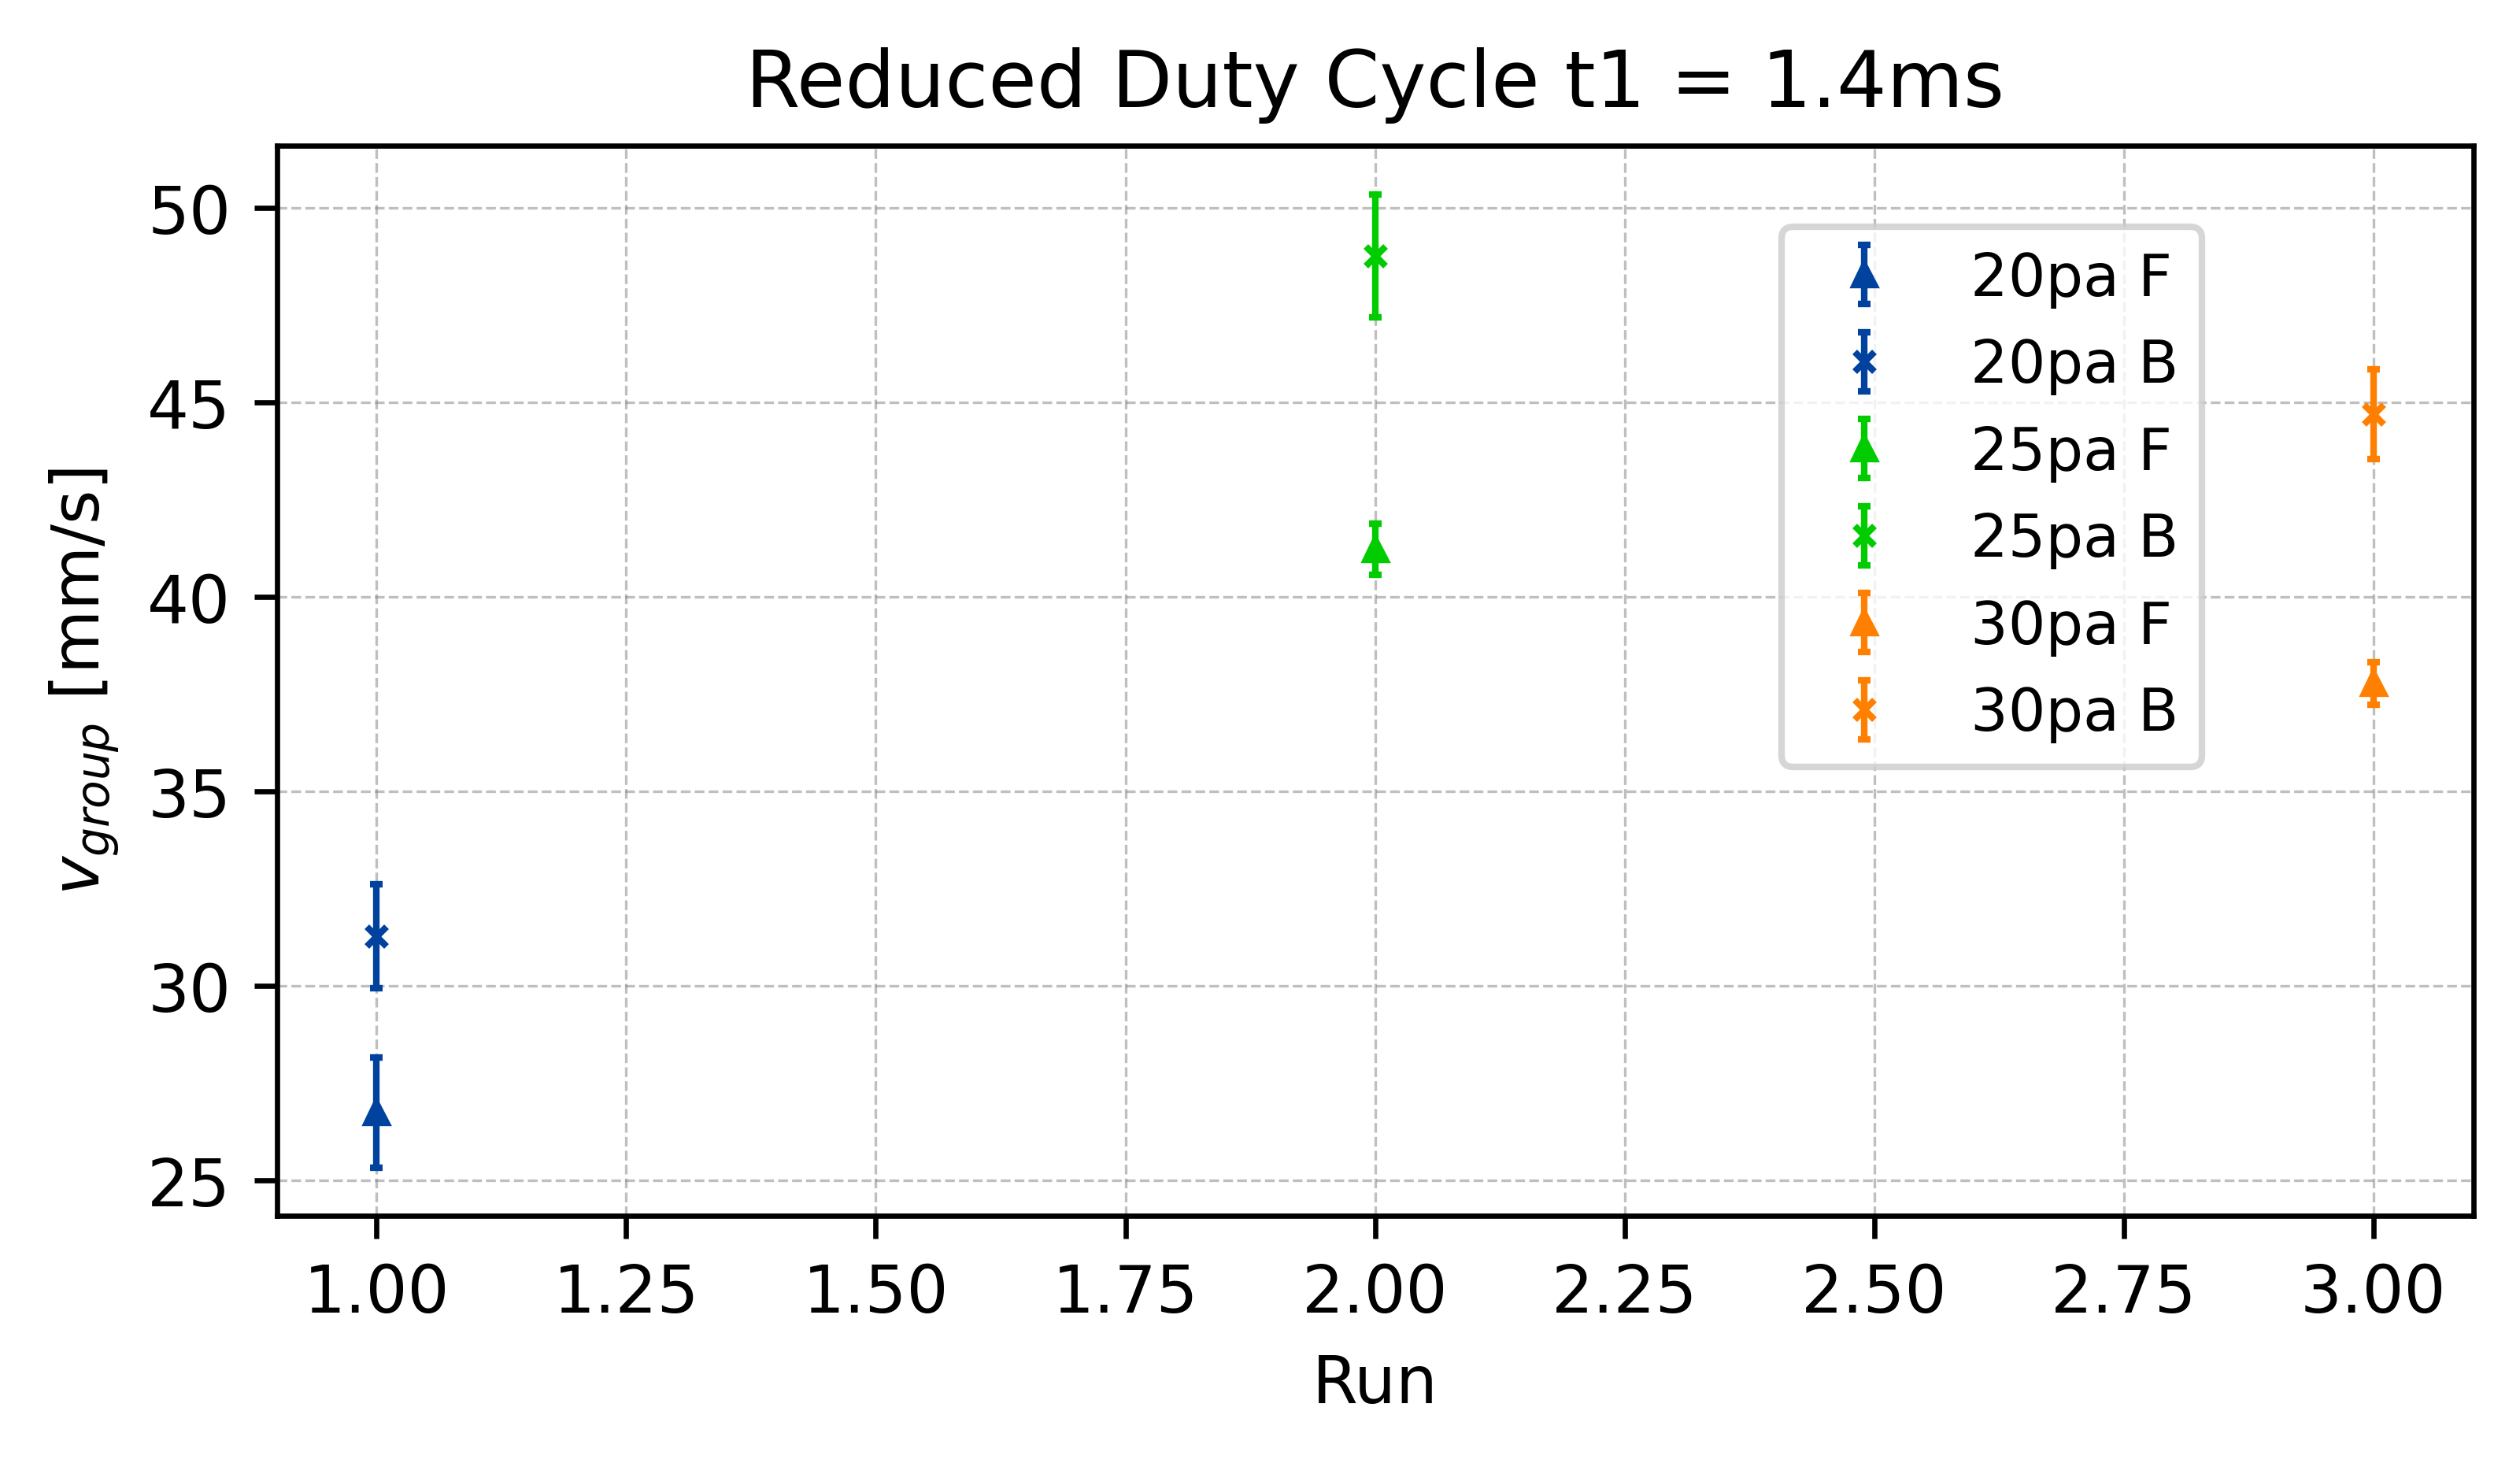 Reduced Duty Cycle t1 = 1.4ms
v_group [mm/s]
50
45
40
35
30
25
20pa F
20pa B
25pa F
25pa B
30pa F
30pa B
1.00 1.25 1.50 1.75 2.00 2.25 2.50 2.75 3.00
Run